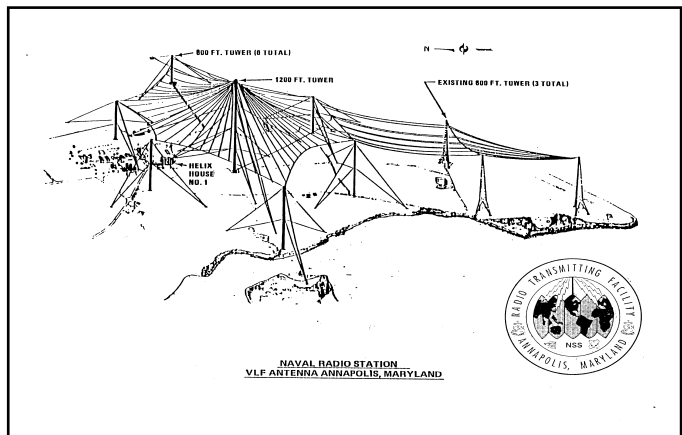 800 FT. TOWER (6 TOTAL)
N
1200 FT. TOWER
EXISTING 600 FT. TOWER (3 TOTAL)
HELIX
HOUSE
NO. 1
RADIO TRANSMITTING FACILITY
NSS
ANNAPOLIS, MARYLAND
NAVAL RADIO STATION
VLF ANTENNA ANNAPOLIS, MARYLAND